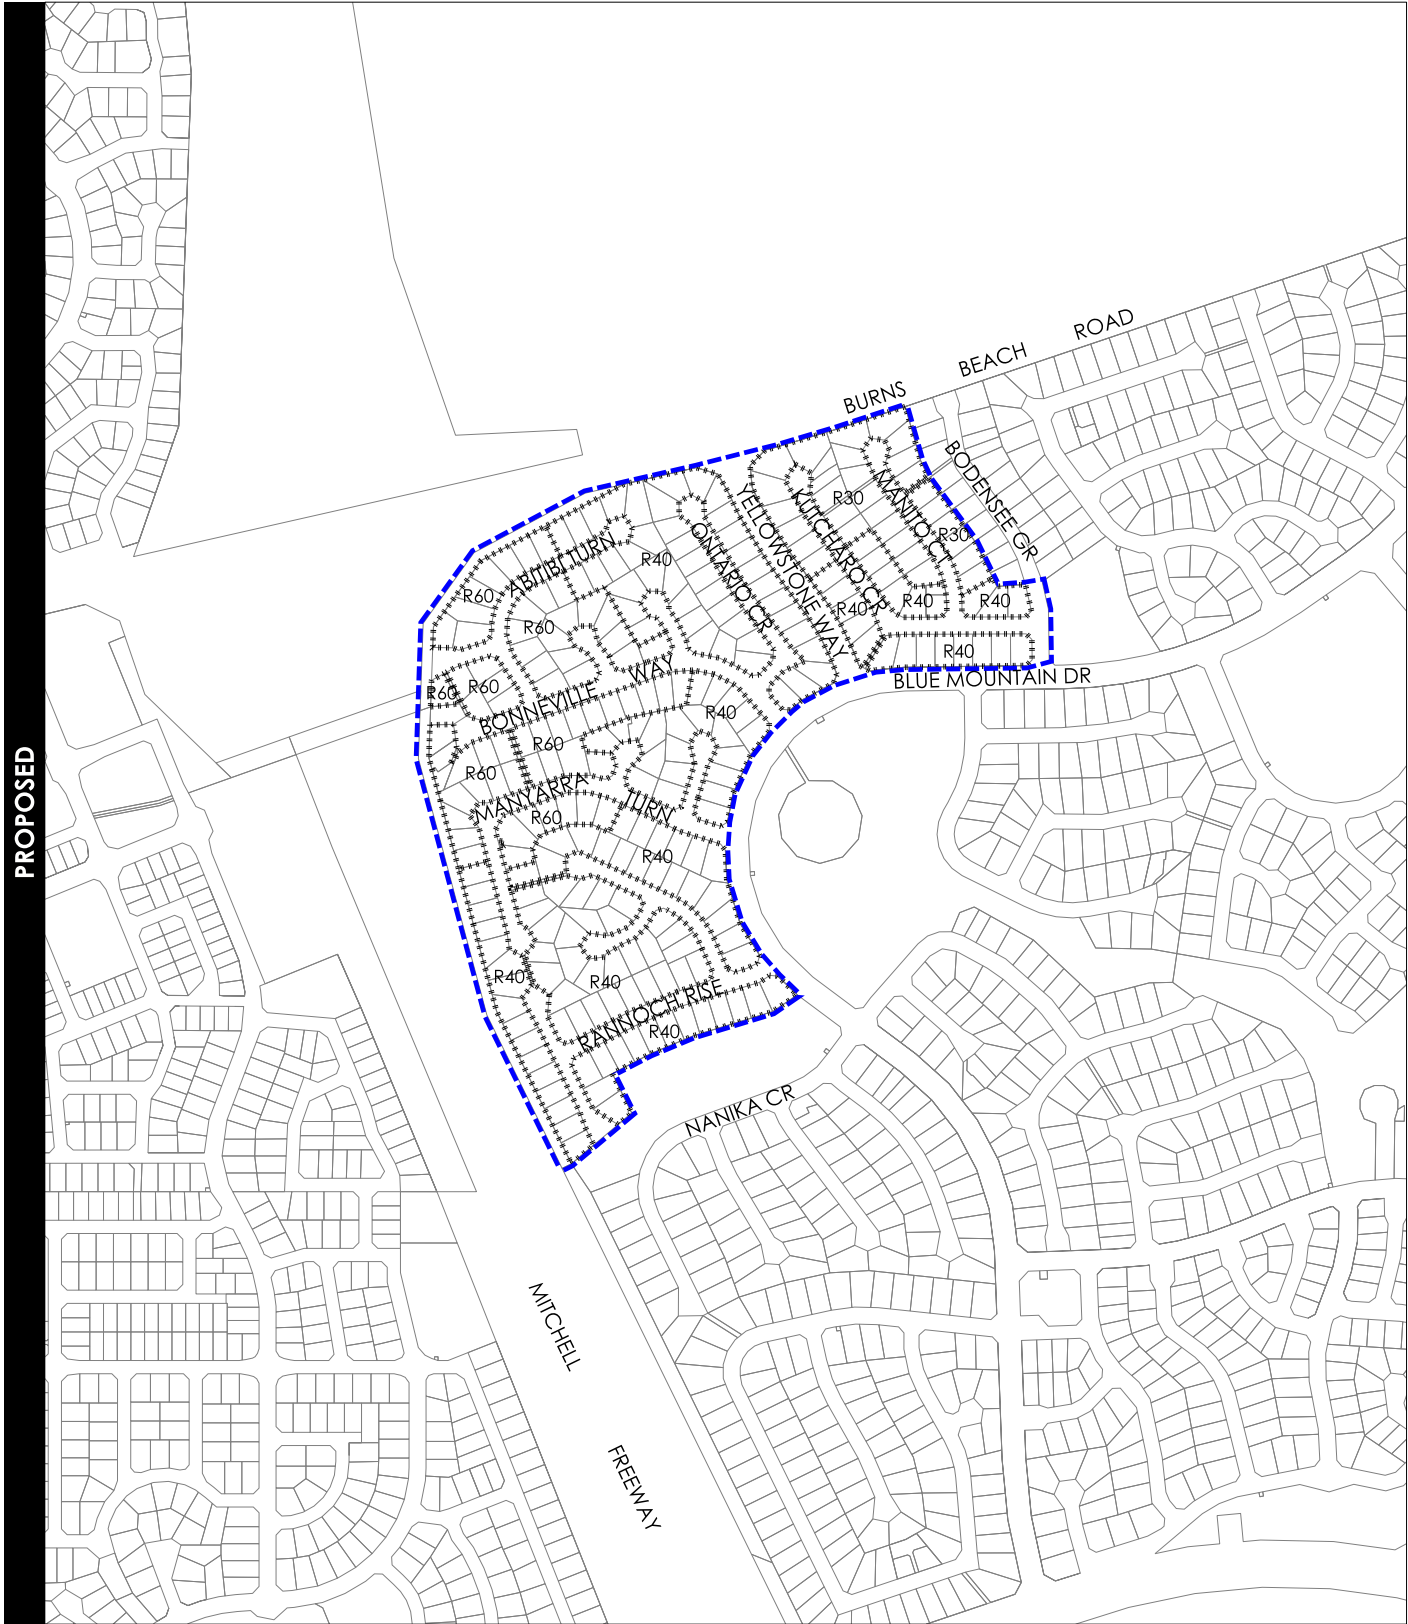 PROPOSED
ROAD
BEACH
BURNS
BODENSEE GR
MANITO CT
R30
KITCHARO CR
YELLOWSTONE WAY
R30
ONTARIO CR
ABITIBI TURN
R40
R60
R40
R40
R40
R60
R40
BLUE MOUNTAIN DR
WAY
BONNEVILLE
R60
R60
R40
R60
R60
MANYARRA
TURN
R60
R40
R40
R40
RANNOCH RISE
R40
NANIKA CR
MITCHELL
FREEWAY